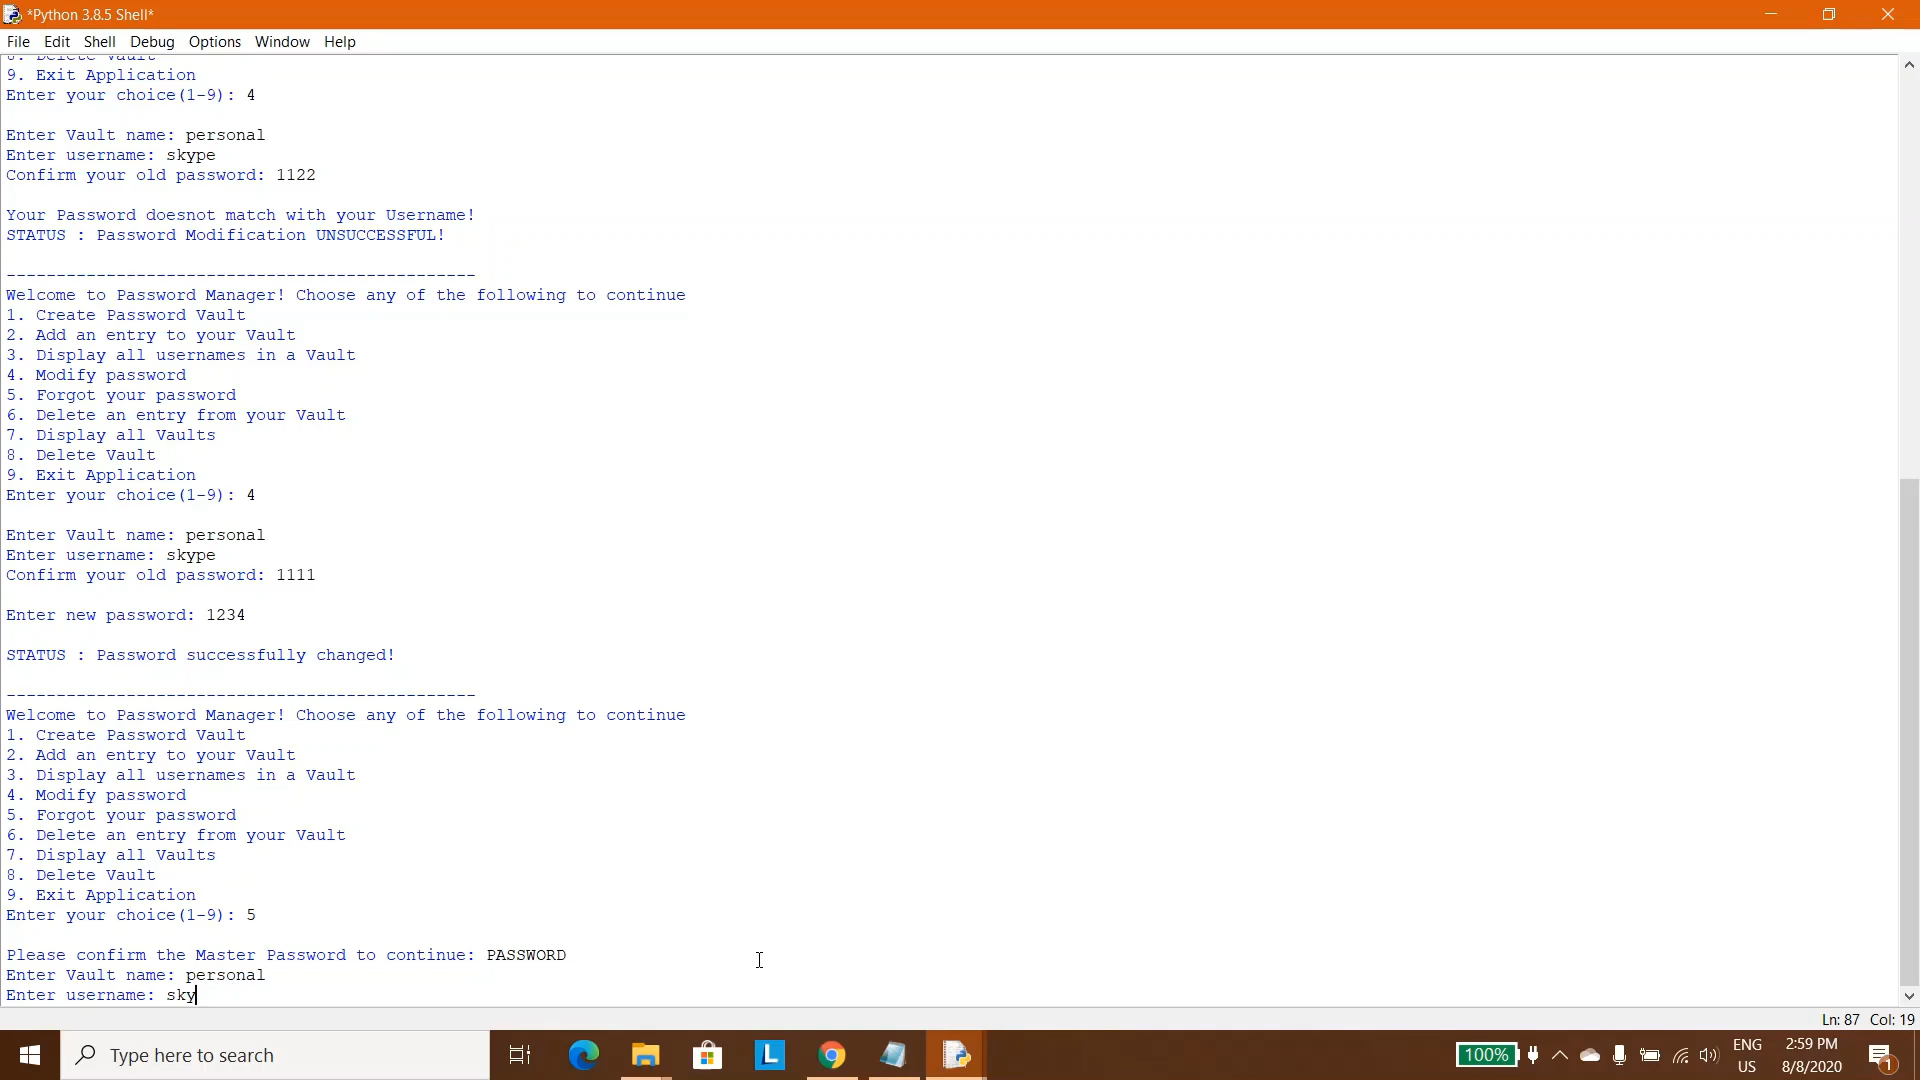 *Python 3.8.5 Shell*
File Edit Shell Debug Options Window Help
8. Delete Vault
9. Exit Application
Enter your choice(1-9): 4
Enter Vault name: personal
Enter username: skype
Confirm your old password: 1122
Your Password doesnot match with your Username!
STATUS : Password Modification UNSUCCESSFUL!
-----------------------------------------------
Welcome to Password Manager! Choose any of the following to continue
1. Create Password Vault
2. Add an entry to your Vault
3. Display all usernames in a Vault
4. Modify password
5. Forgot your password
6. Delete an entry from your Vault
7. Display all Vaults
8. Delete Vault
9. Exit Application
Enter your choice(1-9): 4
Enter Vault name: personal
Enter username: skype
Confirm your old password: 1111
Enter new password: 1234
STATUS : Password successfully changed!
-----------------------------------------------
Welcome to Password Manager! Choose any of the following to continue
1. Create Password Vault
2. Add an entry to your Vault
3. Display all usernames in a Vault
4. Modify password
5. Forgot your password
6. Delete an entry from your Vault
7. Display all Vaults
8. Delete Vault
9. Exit Application
Enter your choice(1-9): 5
Please confirm the Master Password to continue: PASSWORD
Enter Vault name: personal
Enter username: sky
Ln: 87 Col: 19
Type here to search
L
100%
ENG
US
2:59 PM
8/8/2020
1